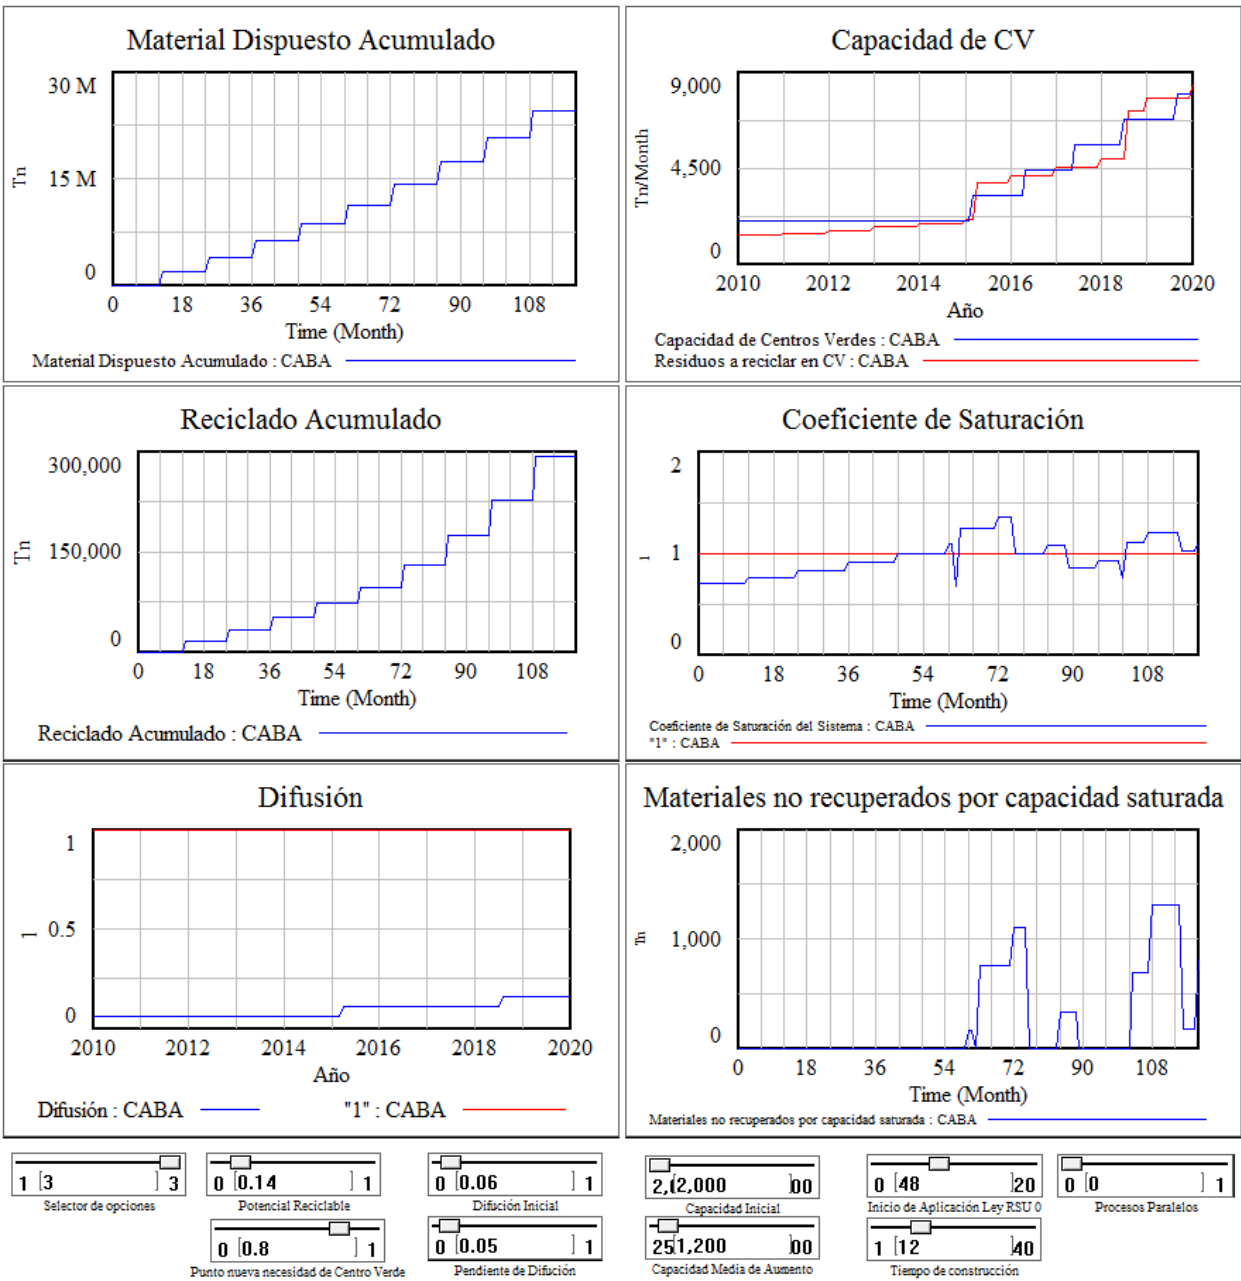 Material Dispuesto Acumulado
30 M
15 M
0
Tn
0 18 36 54 72 90 108
Time (Month)
Material Dispuesto Acumulado : CABA
Capacidad de CV
9,000
4,500
0
Tn/Month
2010 2012 2014 2016 2018 2020
Año
Capacidad de Centros Verdes : CABA
Residuos a reciclar en CV : CABA
Reciclado Acumulado
300,000
150,000
0
Tn
0 18 36 54 72 90 108
Time (Month)
Reciclado Acumulado : CABA
Coeficiente de Saturación
2
1
0
1
0 18 36 54 72 90 108
Time (Month)
Coeficiente de Saturación del Sistema : CABA
"1" : CABA
Difusión
1
0.5
0
1
2010 2012 2014 2016 2018 2020
Año
Difusión : CABA "1" : CABA
Materiales no recuperados por capacidad saturada
2,000
1,000
0
Tn
0 18 36 54 72 90 108
Time (Month)
Materiales no recuperados por capacidad saturada : CABA
1 [3 ] 3
Selector de opciones
0 [0.14 ] 1
Potencial Reciclable
0 [0.06 ] 1
Difución Inicial
2,([2,000 ]00
Capacidad Inicial
0 [48 ]20
Inicio de Aplicación Ley RSU 0
0 [0 ] 1
Procesos Paralelos
0 [0.8 ] 1
Punto nueva necesidad de Centro Verde
0 [0.05 ] 1
Pendiente de Difución
25[1,200 ]00
Capacidad Media de Aumento
1 [12 ]40
Tiempo de construcción